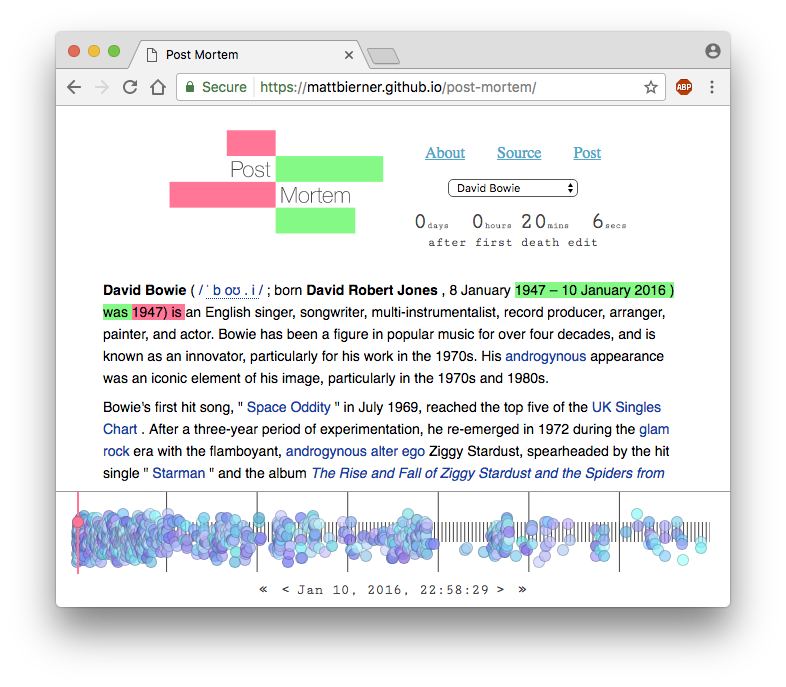 Post Mortem
Secure https://mattbierner.github.io/post-mortem/
ABP
Post
Mortem
About Source Post
David Bowie
0days 0hours 20mins 6secs
after first death edit
David Bowie ( / ˈ b oʊ . i / ; born David Robert Jones , 8 January 1947 – 10 January 2016 )
was 1947) is an English singer, songwriter, multi-instrumentalist, record producer, arranger,
painter, and actor. Bowie has been a figure in popular music for over four decades, and is
known as an innovator, particularly for his work in the 1970s. His androgynous appearance
was an iconic element of his image, particularly in the 1970s and 1980s.
Bowie's first hit song, " Space Oddity " in July 1969, reached the top five of the UK Singles
Chart . After a three-year period of experimentation, he re-emerged in 1972 during the glam
rock era with the flamboyant, androgynous alter ego Ziggy Stardust, spearheaded by the hit
single " Starman " and the album The Rise and Fall of Ziggy Stardust and the Spiders from
« < Jan 10, 2016, 22:58:29 > »